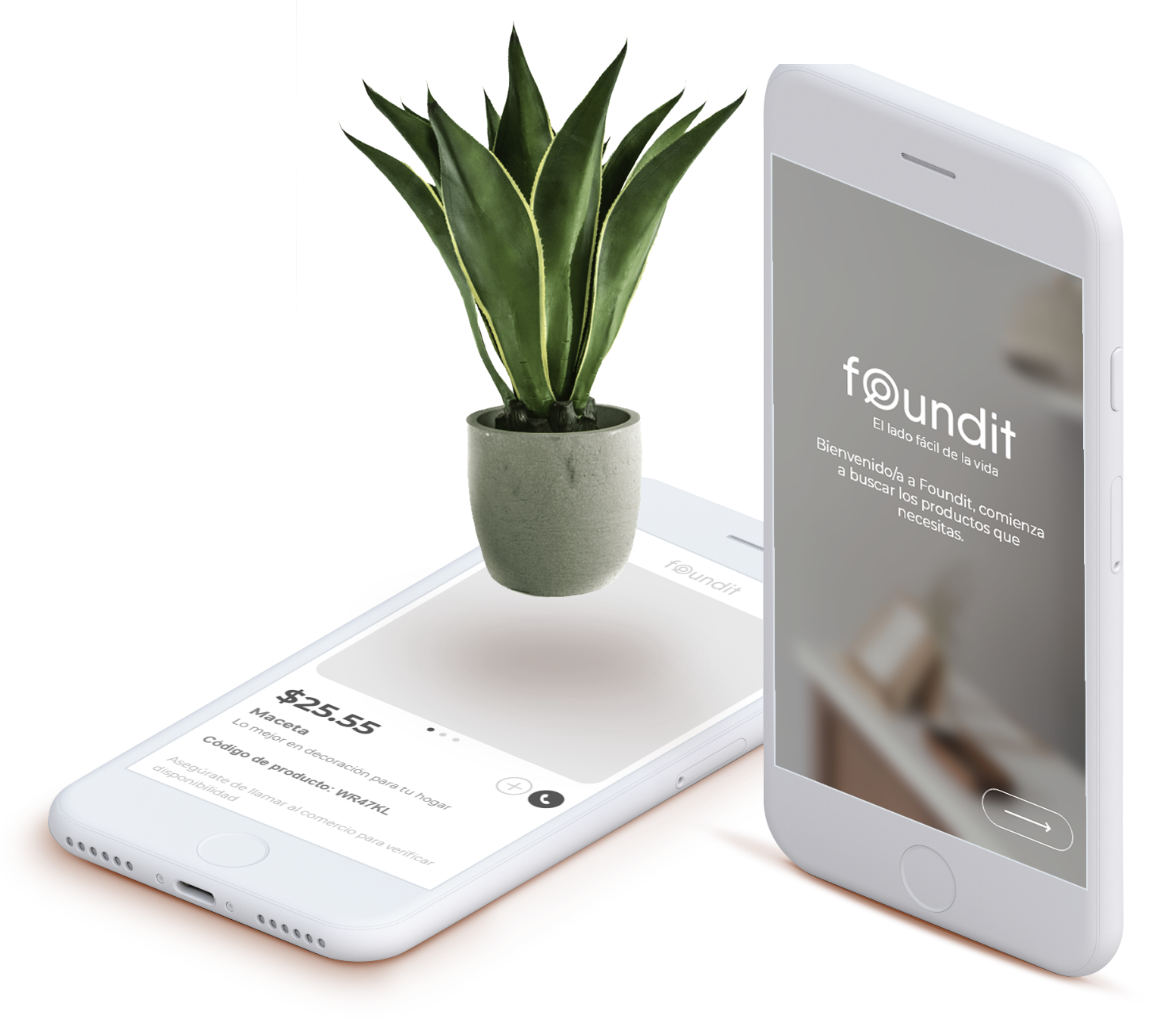 foundit
El lado fácil de la vida
Bienvenido/a a Foundit, comienza
a buscar los productos que
necesitas.
foundit
$25.55
Maceta
Lo mejor en decoración para tu hogar
Código de producto: WR47KL
Asegúrate de llamar al comercio para verificar
disponibilidad